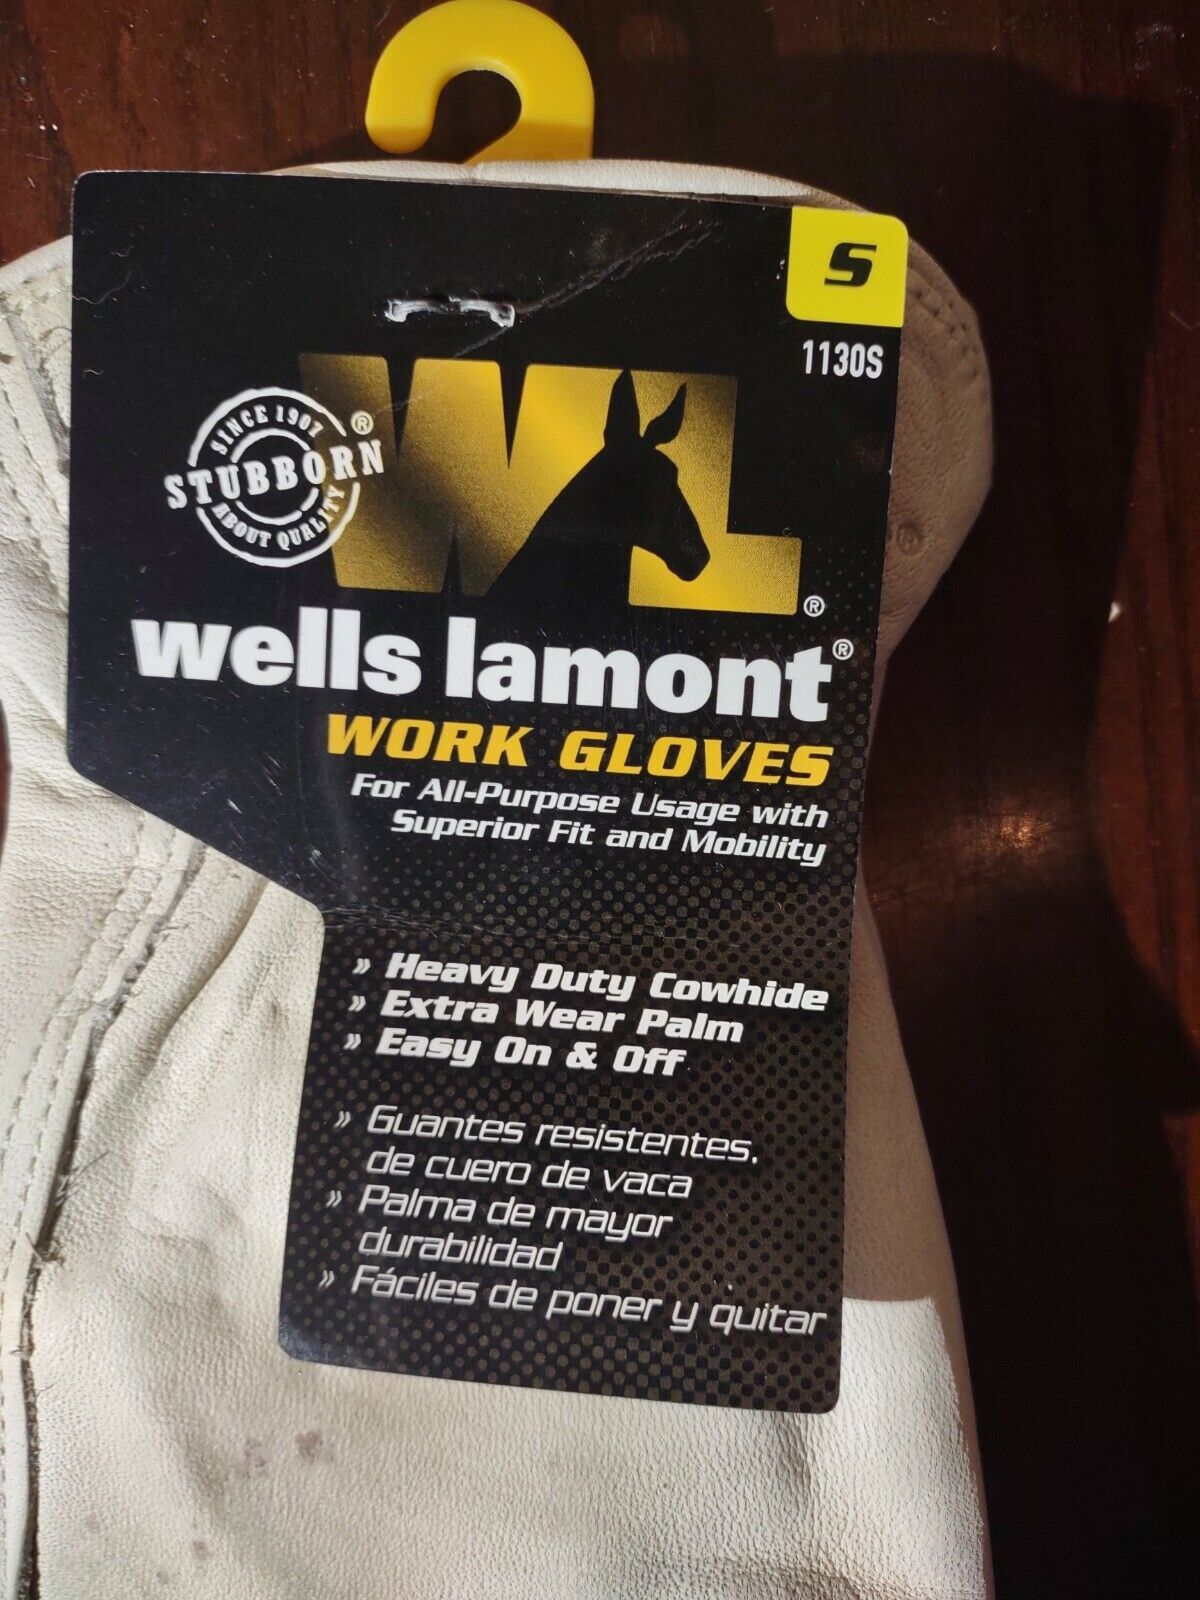 S
1130S
SINCE 1907
STUBBORN®
ABOUT QUALITY
WL®
wells lamont®
WORK GLOVES
For All-Purpose Usage with
Superior Fit and Mobility
» Heavy Duty Cowhide
» Extra Wear Palm
» Easy On & Off
» Guantes resistentes,
de cuero de vaca
» Palma de mayor
durabilidad
» Fáciles de poner y quitar